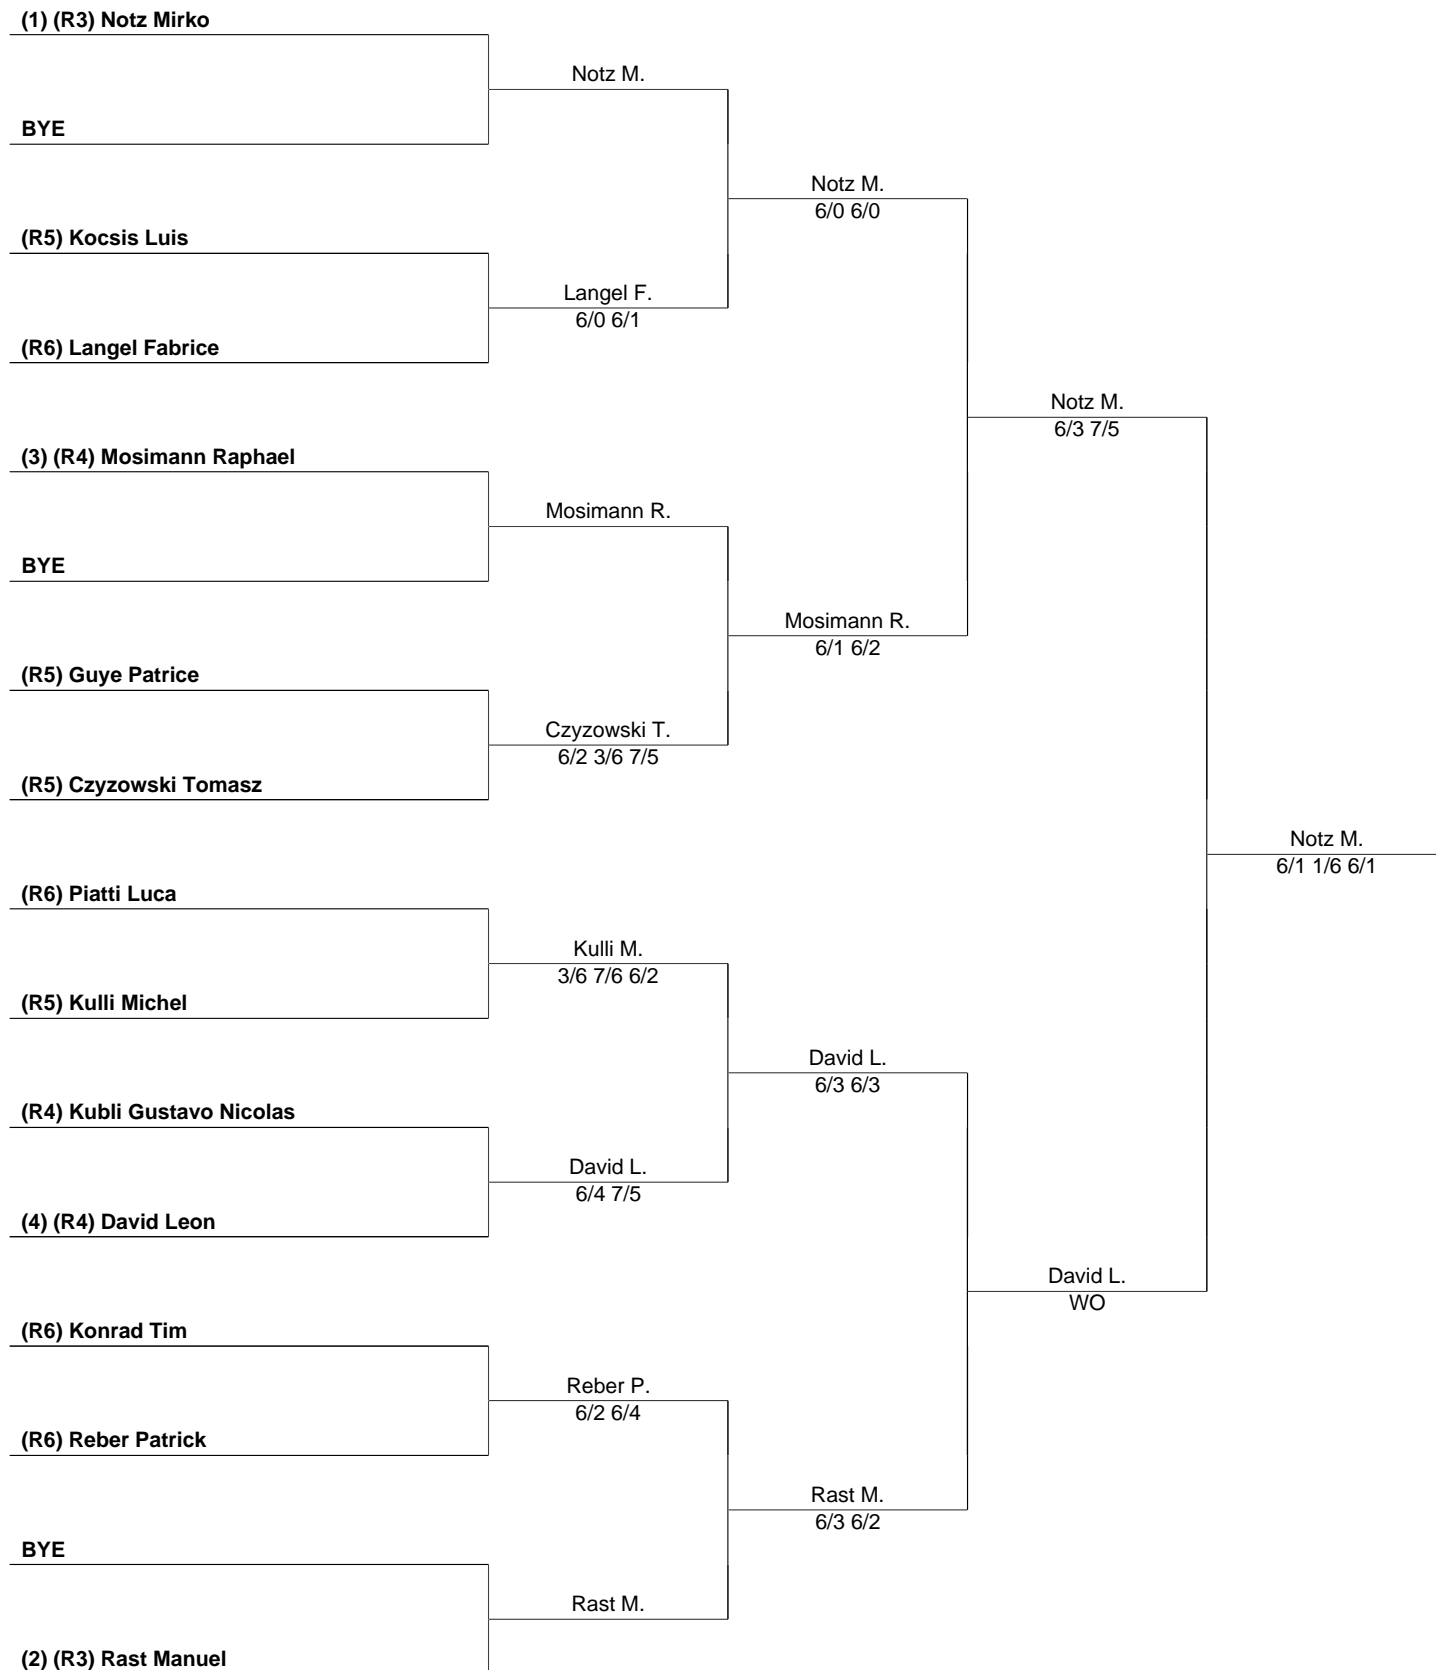 (1) (R3) Notz Mirko
Notz M.
BYE
Notz M.
6/0 6/0
(R5) Kocsis Luis
Langel F.
6/0 6/1
(R6) Langel Fabrice
Notz M.
6/3 7/5
(3) (R4) Mosimann Raphael
Mosimann R.
BYE
Mosimann R.
6/1 6/2
(R5) Guye Patrice
Czyzowski T.
6/2 3/6 7/5
(R5) Czyzowski Tomasz
Notz M.
6/1 1/6 6/1
(R6) Piatti Luca
Kulli M.
3/6 7/6 6/2
(R5) Kulli Michel
David L.
6/3 6/3
(R4) Kubli Gustavo Nicolas
David L.
6/4 7/5
(4) (R4) David Leon
David L.
WO
(R6) Konrad Tim
Reber P.
6/2 6/4
(R6) Reber Patrick
Rast M.
6/3 6/2
BYE
Rast M.
(2) (R3) Rast Manuel